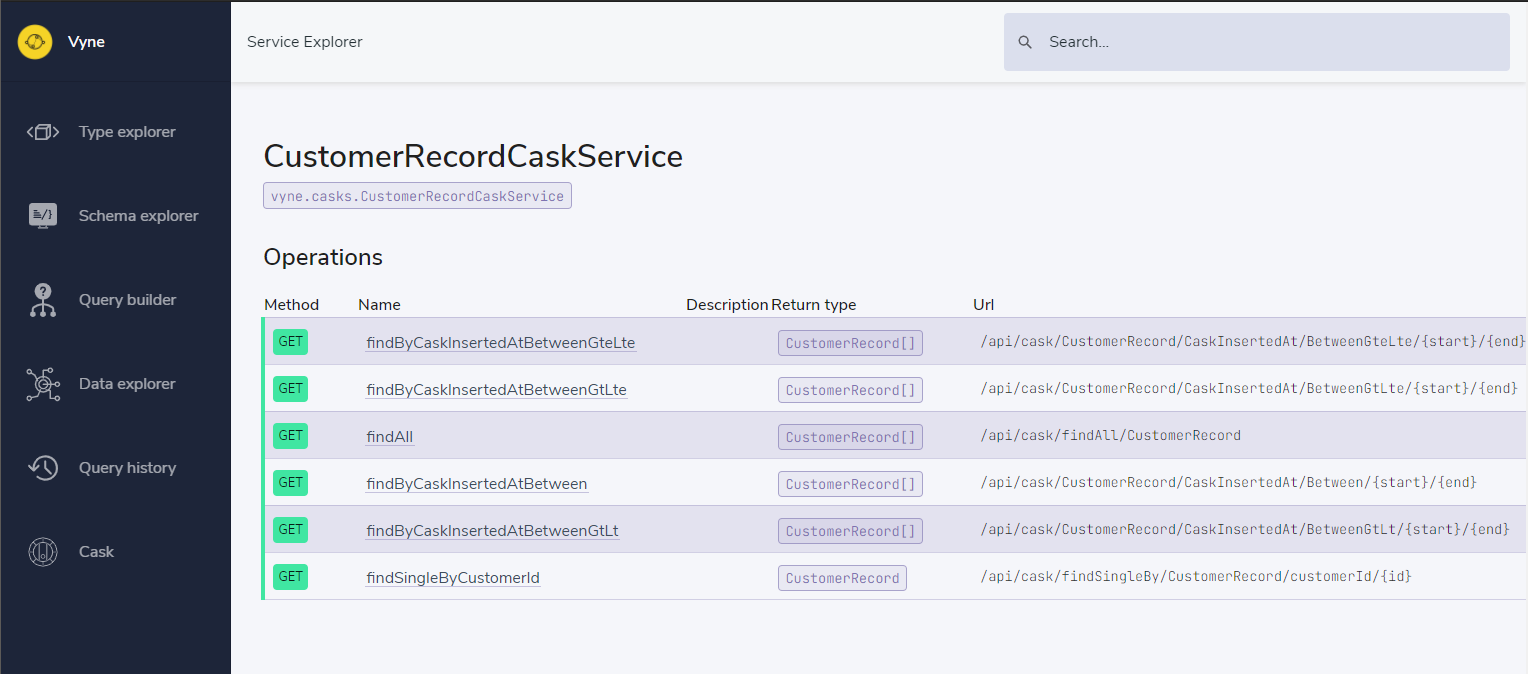 Vyne
Service Explorer
Search...
Type explorer
Schema explorer
Query builder
Data explorer
Query history
Cask
CustomerRecordCaskService
vyne.casks.CustomerRecordCaskService
Operations
Method Name Description Return type Url
GET findByCaskInsertedAtBetweenGteLte CustomerRecord[] /api/cask/CustomerRecord/CaskInsertedAt/BetweenGteLte/{start}/{end}
GET findByCaskInsertedAtBetweenGtLte CustomerRecord[] /api/cask/CustomerRecord/CaskInsertedAt/BetweenGtLte/{start}/{end}
GET findAll CustomerRecord[] /api/cask/findAll/CustomerRecord
GET findByCaskInsertedAtBetween CustomerRecord[] /api/cask/CustomerRecord/CaskInsertedAt/Between/{start}/{end}
GET findByCaskInsertedAtBetweenGtLt CustomerRecord[] /api/cask/CustomerRecord/CaskInsertedAt/BetweenGtLt/{start}/{end}
GET findSingleByCustomerId CustomerRecord /api/cask/findSingleBy/CustomerRecord/customerId/{id}